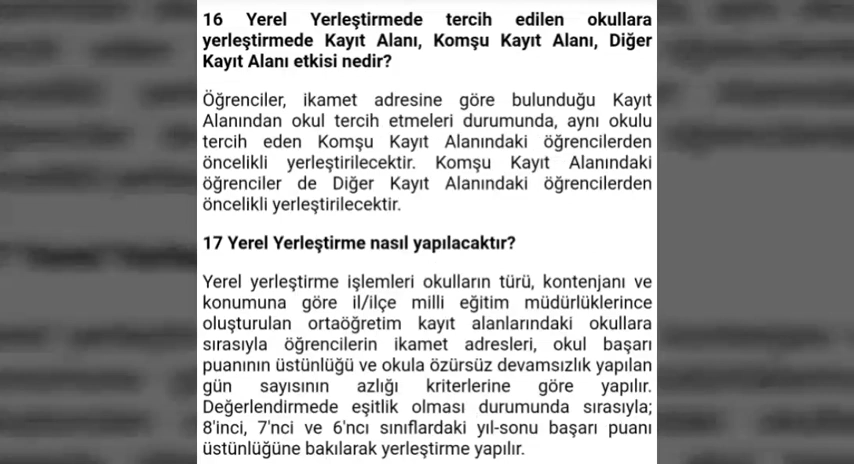 16 Yerel Yerleştirmede tercih edilen okullara
yerleştirmede Kayıt Alanı, Komşu Kayıt Alanı, Diğer
Kayıt Alanı etkisi nedir?
Öğrenciler, ikamet adresine göre bulunduğu Kayıt
Alanından okul tercih etmeleri durumunda, aynı okulu
tercih eden Komşu Kayıt Alanındaki öğrencilerden
öncelikli yerleştirilecektir. Komşu Kayıt Alanındaki
öğrenciler de Diğer Kayıt Alanındaki öğrencilerden
öncelikli yerleştirilecektir.
17 Yerel Yerleştirme nasıl yapılacaktır?
Yerel yerleştirme işlemleri okulların türü, kontenjanı ve
konumuna göre il/ilçe milli eğitim müdürlüklerince
oluşturulan ortaöğretim kayıt alanlarındaki okullara
sırasıyla öğrencilerin ikamet adresleri, okul başarı
puanının üstünlüğü ve okula özürsüz devamsızlık yapılan
gün sayısının azlığı kriterlerine göre yapılır.
Değerlendirmede eşitlik olması durumunda sırasıyla;
8'inci, 7'nci ve 6'ncı sınıflardaki yıl-sonu başarı puanı
üstünlüğüne bakılarak yerleştirme yapılır.